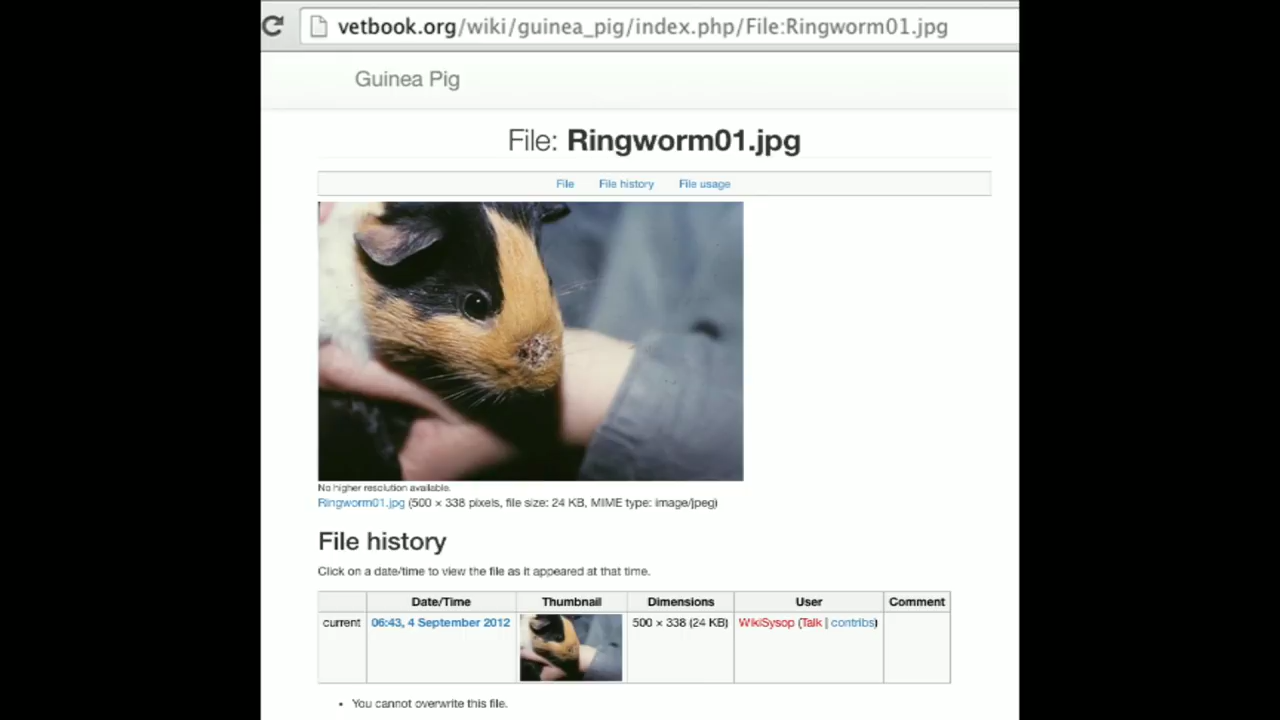 vetbook.org/wiki/guinea_pig/index.php/File:Ringworm01.jpg
Guinea Pig
File: Ringworm01.jpg
File File history File usage
No higher resolution available.
Ringworm01.jpg (500 × 338 pixels, file size: 24 KB, MIME type: image/jpeg)
File history
Click on a date/time to view the file as it appeared at that time.
Date/Time Thumbnail Dimensions User Comment
current 06:43, 4 September 2012 500 × 338 (24 KB) WikiSysop (Talk | contribs)
• You cannot overwrite this file.